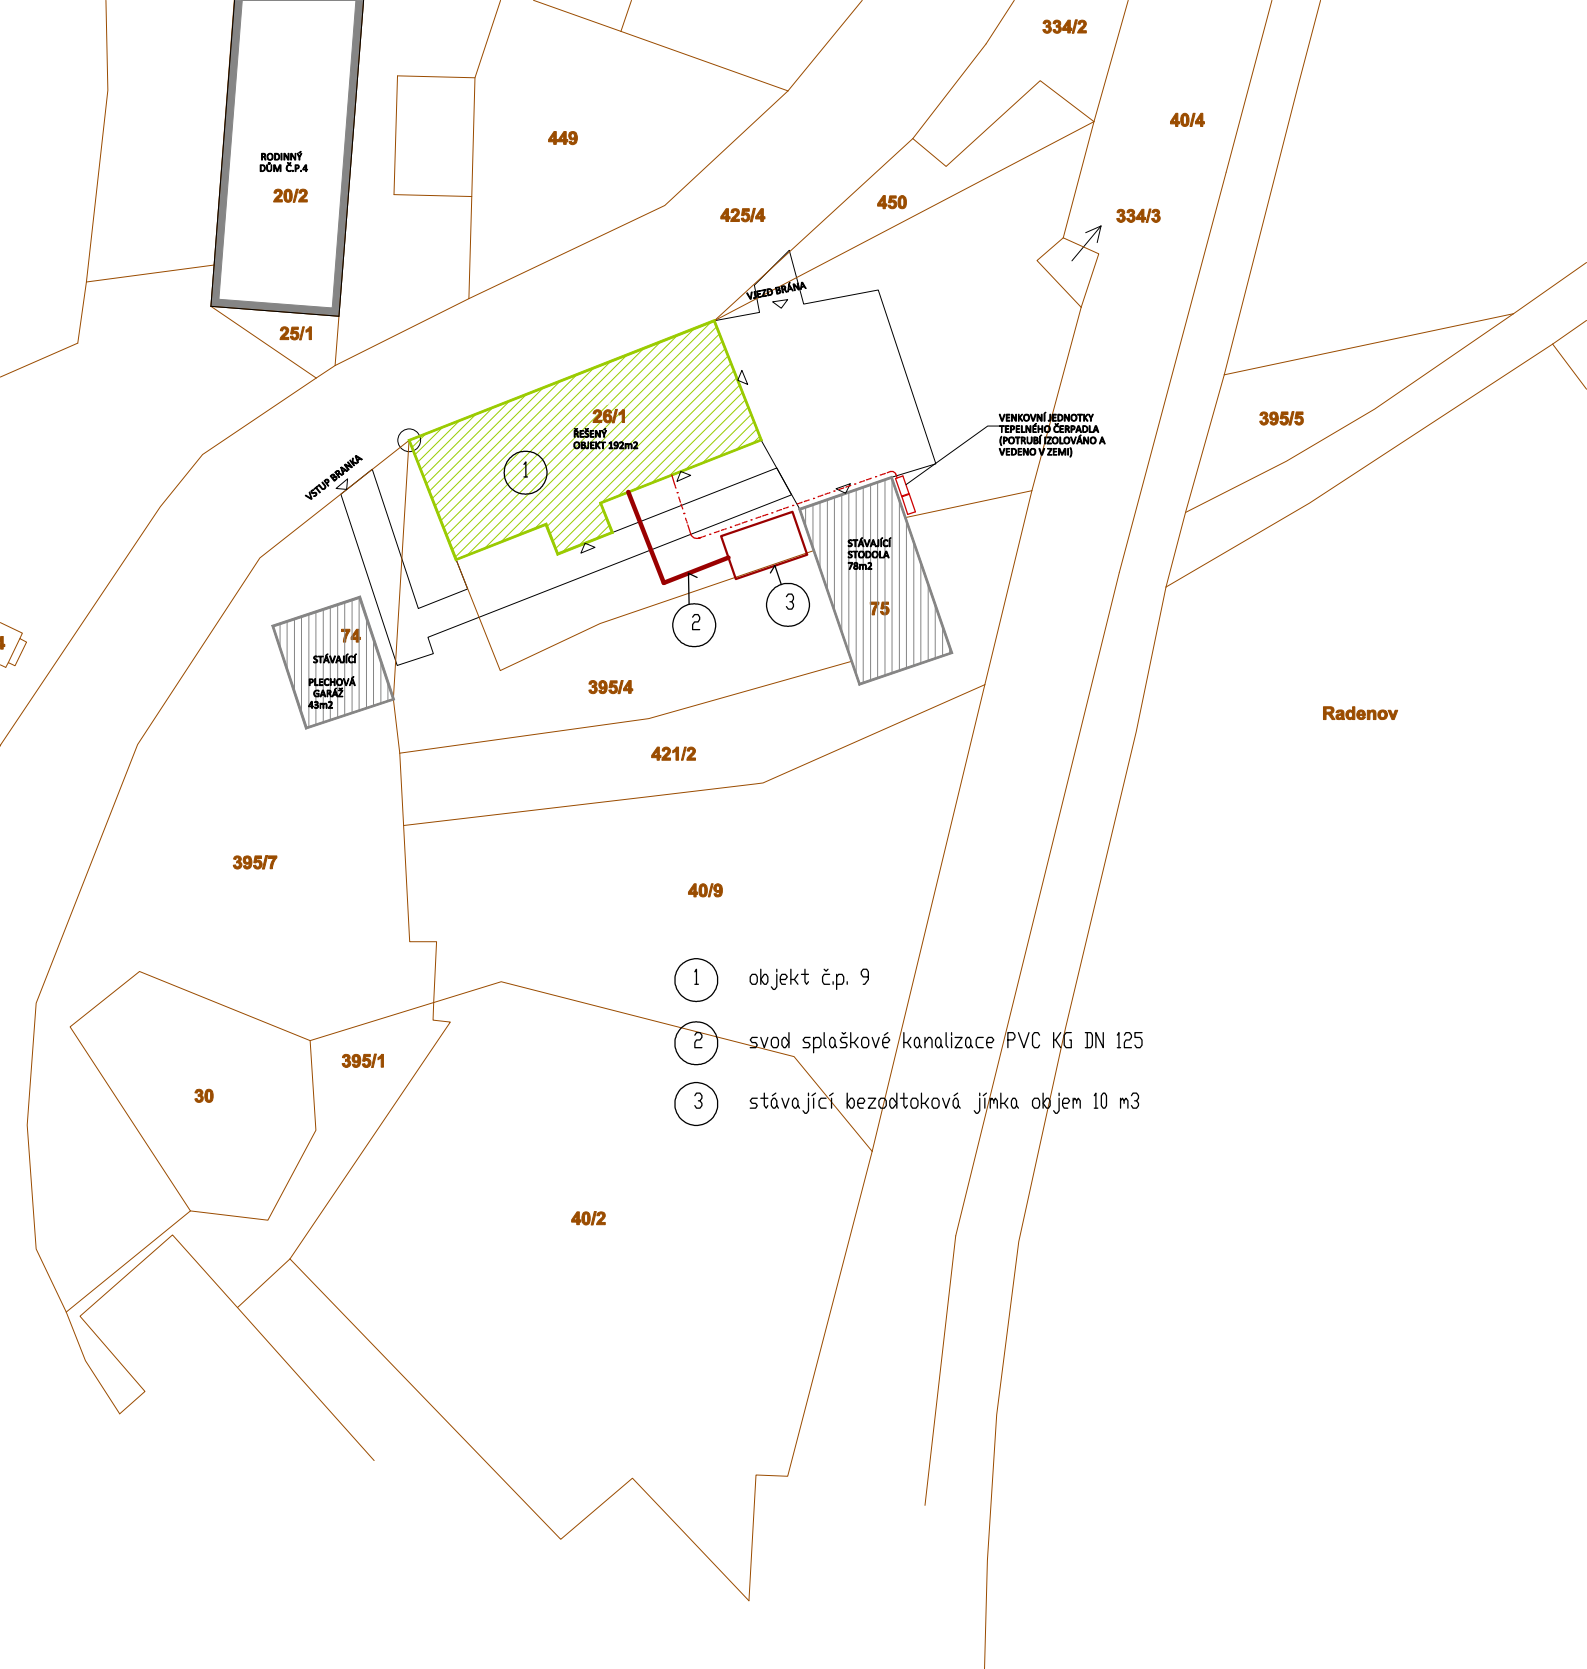 334/2
40/4
449
RODINNÝ
DŮM Č.P.4
20/2
450
425/4
334/3
VJEZD BRÁNA
25/1
26/1
ŘEŠENÝ
OBJEKT 192m2
VENKOVNÍ JEDNOTKY
TEPELNÉHO ČERPADLA
(POTRUBÍ IZOLOVÁNO A
VEDENO V ZEMI)
395/5
1
VSTUP BRANKA
STÁVAJÍCÍ
STODOLA
78m2
75
3
2
74
STÁVAJÍCÍ
PLECHOVÁ
GARÁŽ
43m2
4
395/4
Radenov
421/2
395/7
40/9
1 objekt č.p. 9
2 svod splaškové kanalizace PVC KG DN 125
3 stávající bezodtoková jímka objem 10 m3
395/1
30
40/2